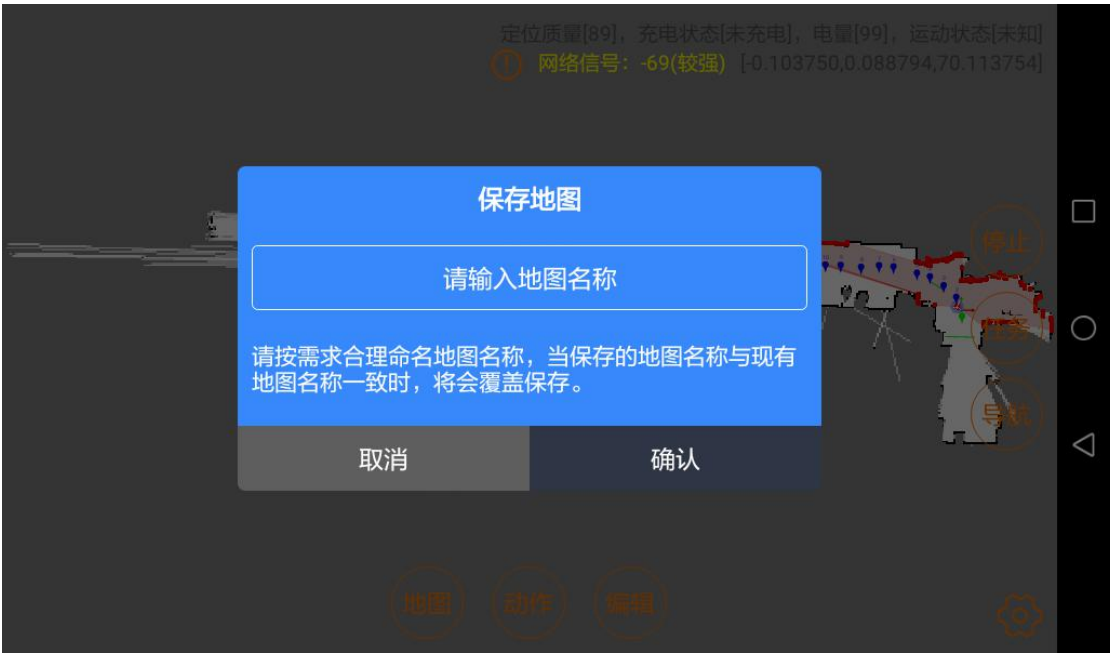 定位质量[89]，充电状态[未充电]，电量[99]，运动状态[未知]
网络信号：-69(较强) [-0.103750,0.088794,70.113754]
保存地图
请输入地图名称
请按需求合理命名地图名称，当保存的地图名称与现有
地图名称一致时，将会覆盖保存。
取消
确认
停止
任务
导航
地图
动作
编辑